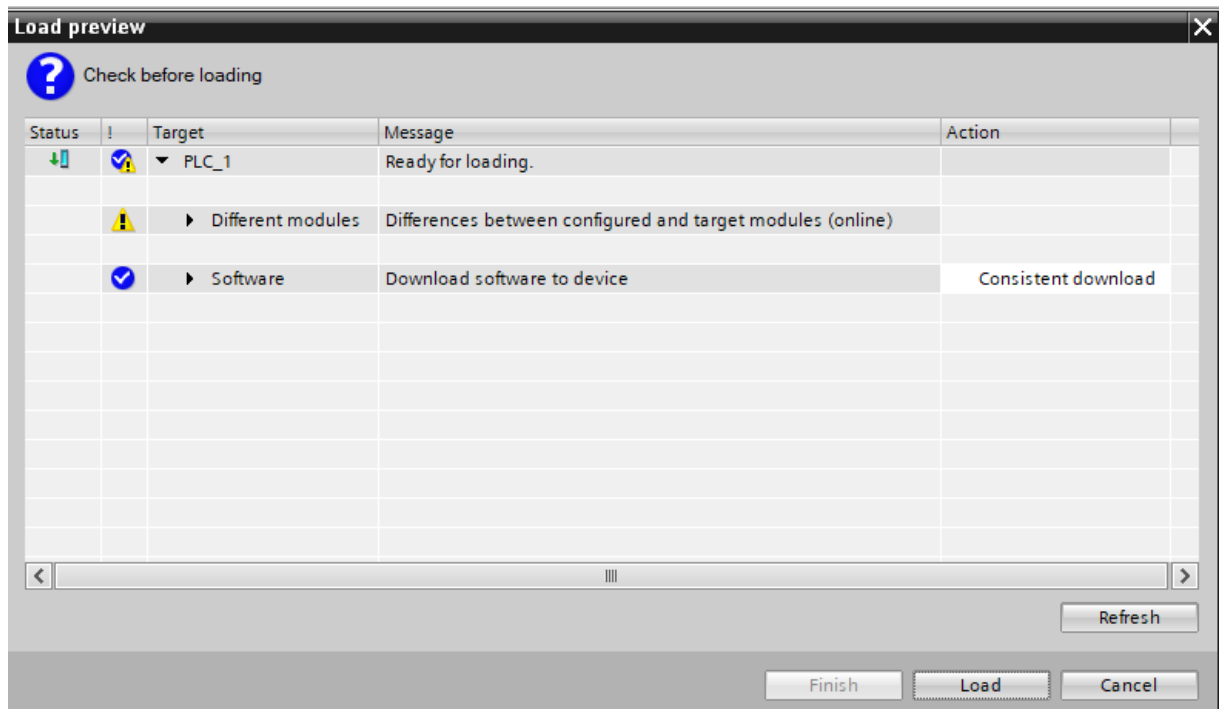 Load preview
Check before loading
Status ! Target Message Action
PLC_1 Ready for loading.
Different modules Differences between configured and target modules (online)
Software Download software to device Consistent download
Refresh
Finish Load Cancel